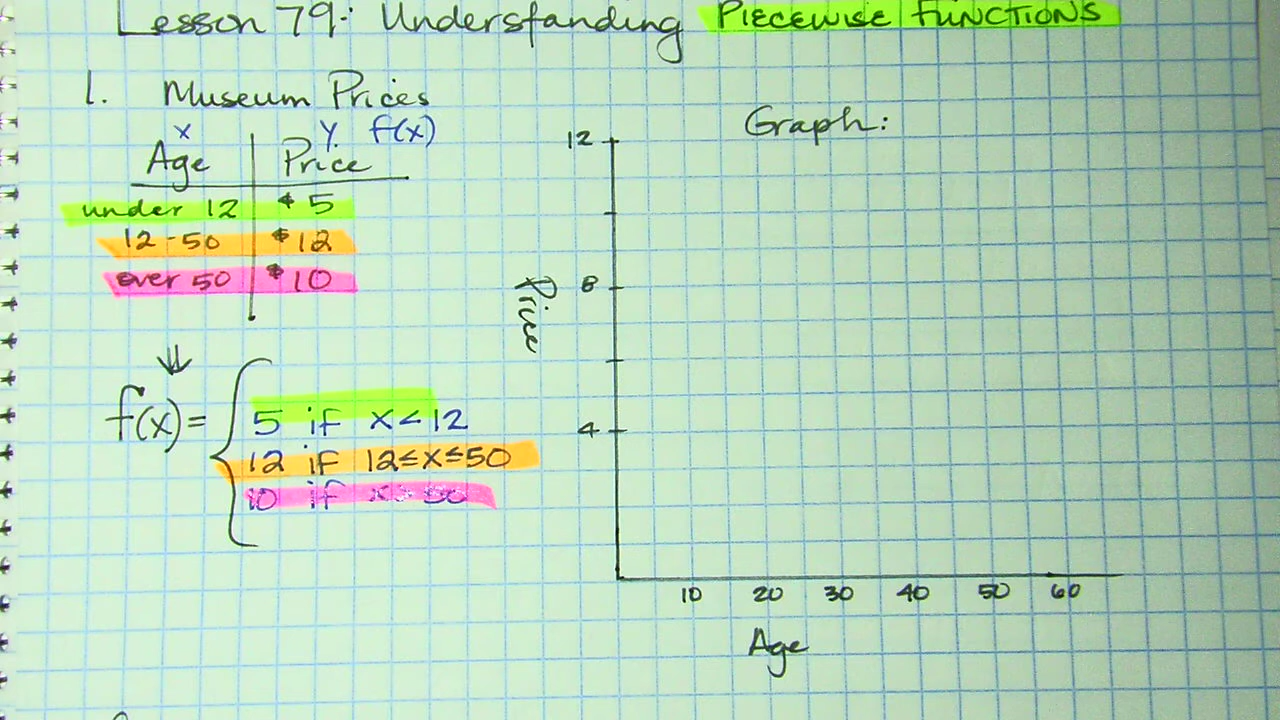 Lesson 79: Understanding PIECEWISE FUNCTIONS
1. Museum Prices
x y f(x)
Age Price
under 12 $5
12-50 $12
over 50 $10
f(x)=
5 if x<12
12 if 12≤x≤50
10 if x>50
Graph:
12
8
4
Price
10 20 30 40 50 60
Age